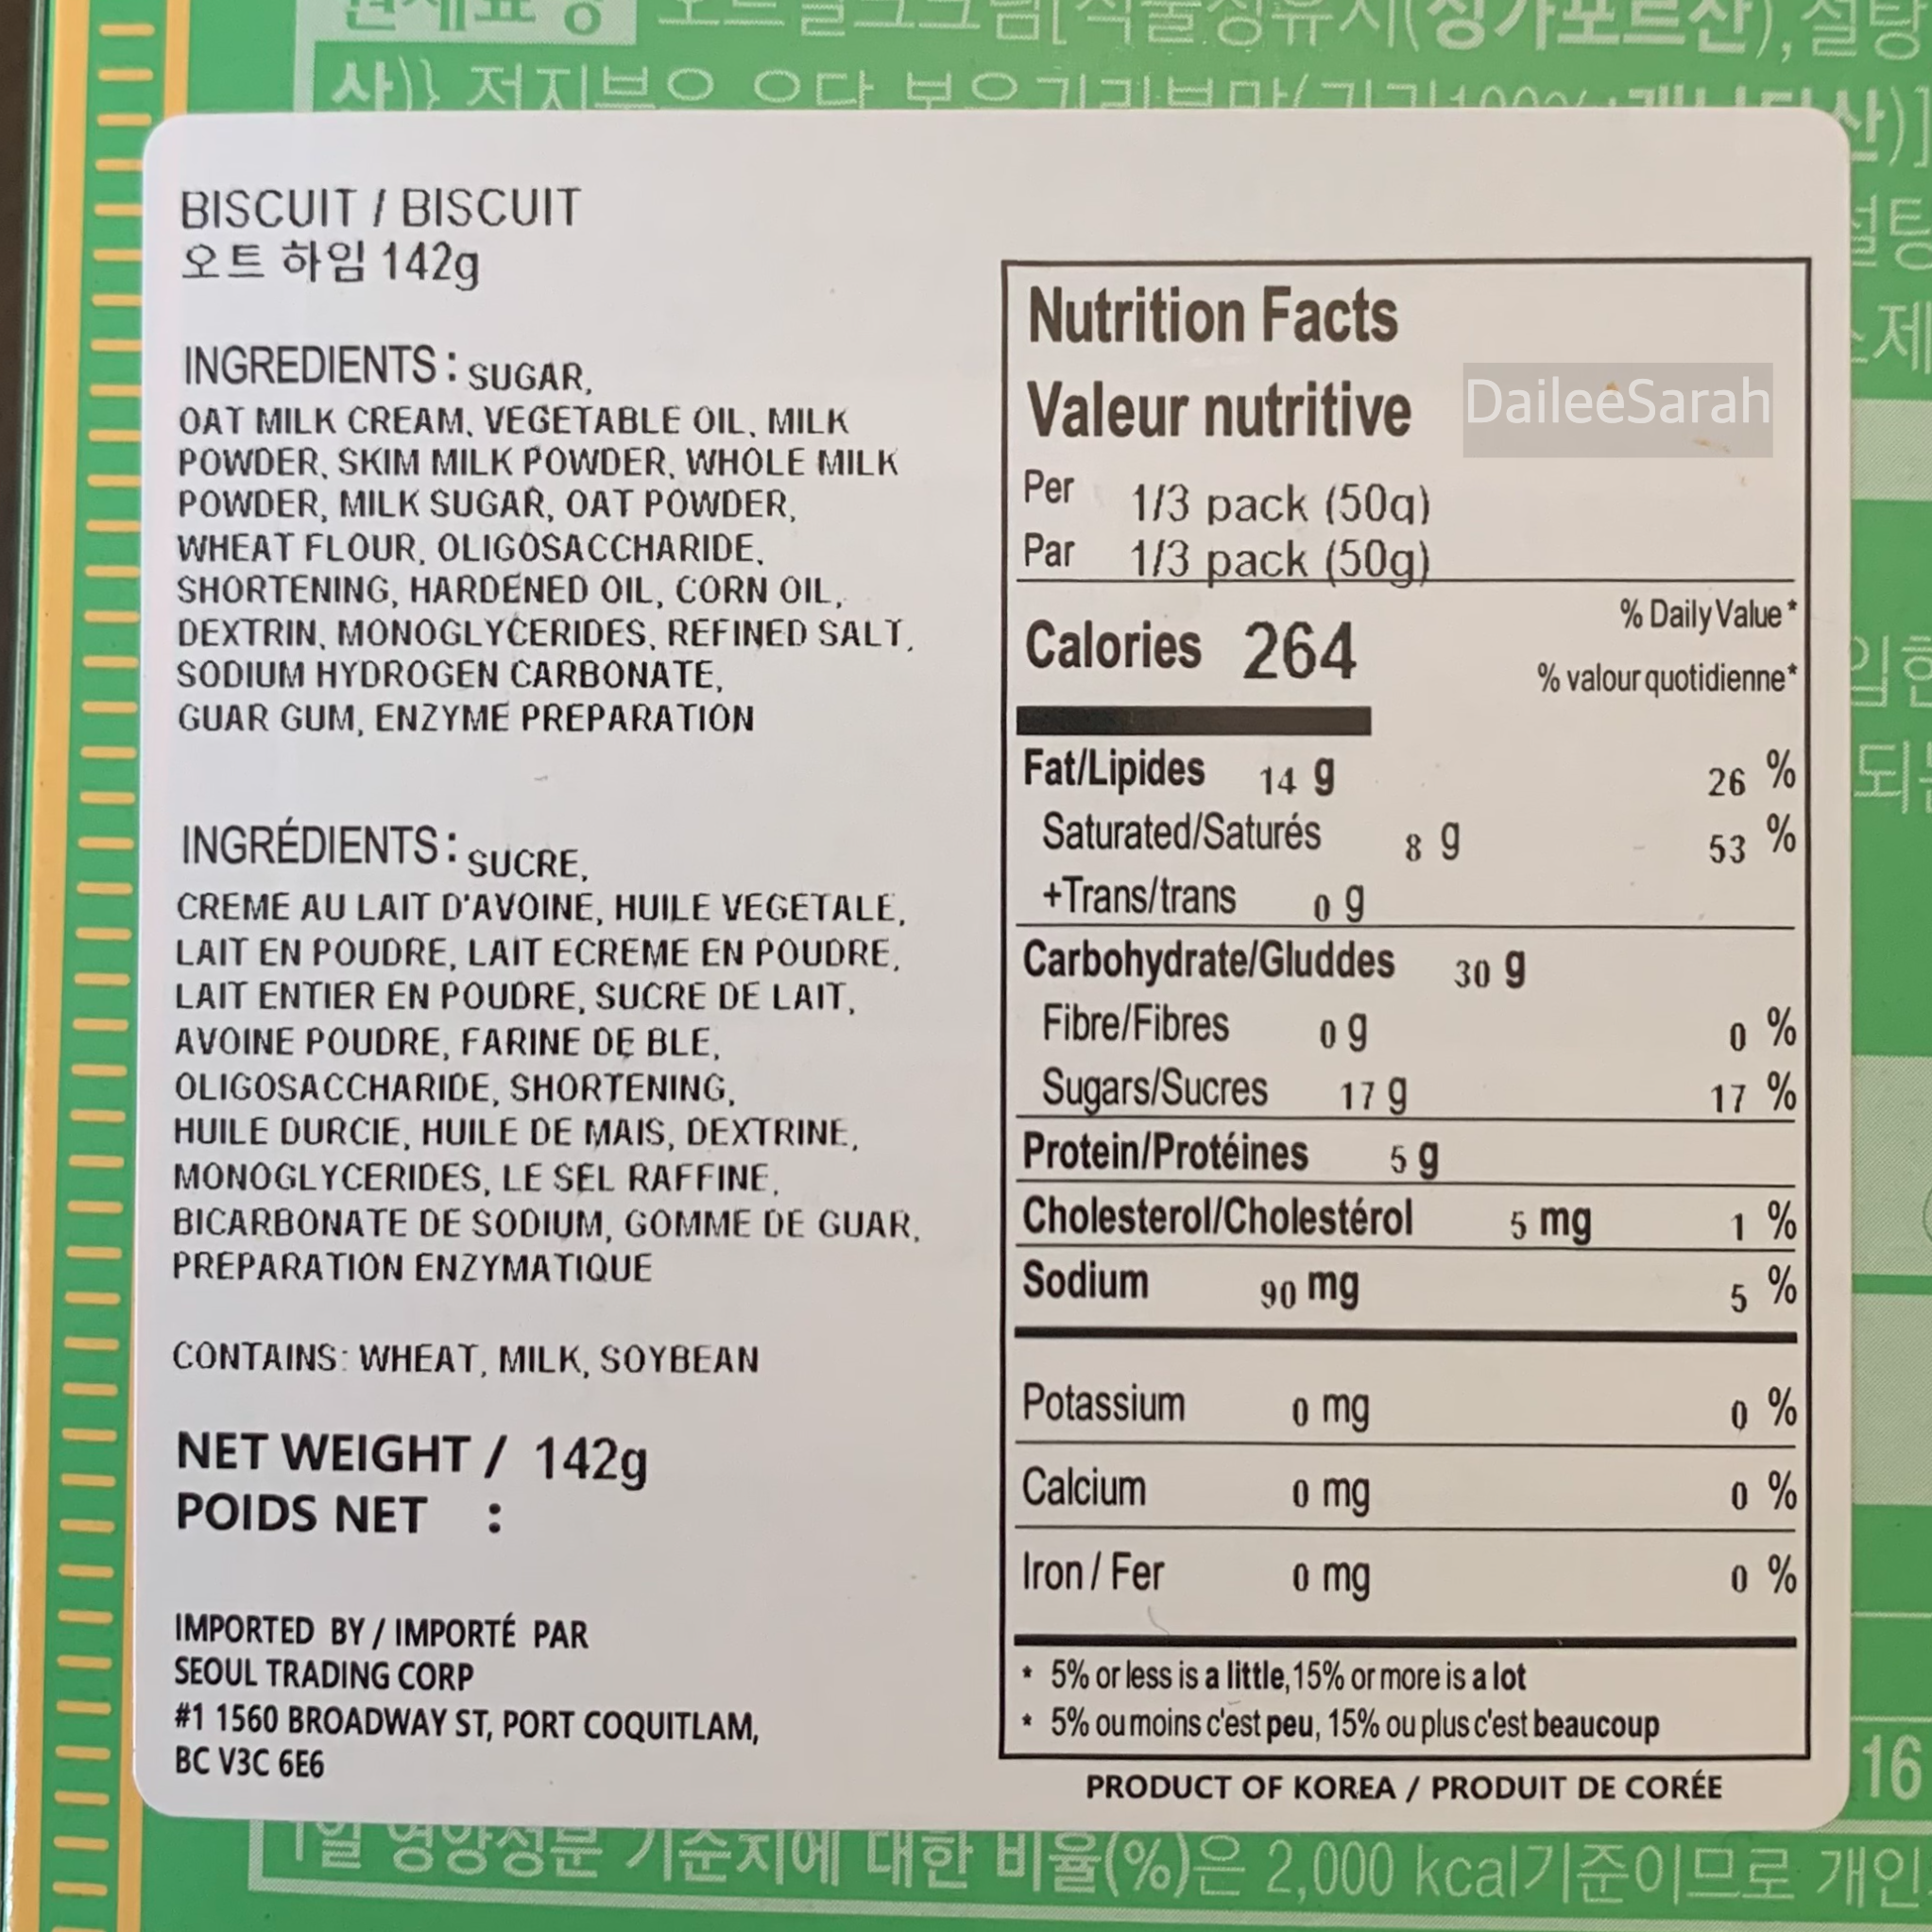 산)} 저지분유
BISCUIT / BISCUIT
오트 하임 142g
INGREDIENTS : SUGAR,
OAT MILK CREAM, VEGETABLE OIL, MILK
POWDER, SKIM MILK POWDER, WHOLE MILK
POWDER, MILK SUGAR, OAT POWDER,
WHEAT FLOUR, OLIGOSACCHARIDE,
SHORTENING, HARDENED OIL, CORN OIL,
DEXTRIN, MONOGLYCERIDES, REFINED SALT,
SODIUM HYDROGEN CARBONATE,
GUAR GUM, ENZYME PREPARATION
INGRÉDIENTS : SUCRE,
CREME AU LAIT D'AVOINE, HUILE VEGETALE,
LAIT EN POUDRE, LAIT ECREME EN POUDRE,
LAIT ENTIER EN POUDRE, SUCRE DE LAIT,
AVOINE POUDRE, FARINE DE BLE,
OLIGOSACCHARIDE, SHORTENING,
HUILE DURCIE, HUILE DE MAIS, DEXTRINE,
MONOGLYCERIDES, LE SEL RAFFINE,
BICARBONATE DE SODIUM, GOMME DE GUAR,
PREPARATION ENZYMATIQUE
CONTAINS: WHEAT, MILK, SOYBEAN
NET WEIGHT / 142g
POIDS NET :
IMPORTED BY / IMPORTÉ PAR
SEOUL TRADING CORP
#1 1560 BROADWAY ST, PORT COQUITLAM,
BC V3C 6E6
Nutrition Facts
Valeur nutritive
DaileeSarah
Per 1/3 pack (50g)
Par 1/3 pack (50g)
% Daily Value *
Calories 264
% valour quotidienne*
Fat/Lipides 14 g 26 %
Saturated/Saturés 8 g 53 %
+Trans/trans 0 g
Carbohydrate/Gluddes 30 g
Fibre/Fibres 0 g 0 %
Sugars/Sucres 17 g 17 %
Protein/Protéines 5 g
Cholesterol/Cholestérol 5 mg 1 %
Sodium 90 mg 5 %
Potassium 0 mg 0 %
Calcium 0 mg 0 %
Iron / Fer 0 mg 0 %
* 5% or less is a little, 15% or more is a lot
* 5% ou moins c'est peu, 15% ou plus c'est beaucoup
PRODUCT OF KOREA / PRODUIT DE CORÉE
16
1일 영양성분 기준치에 대한 비율(%)은 2,000 kcal기준이므로 개인